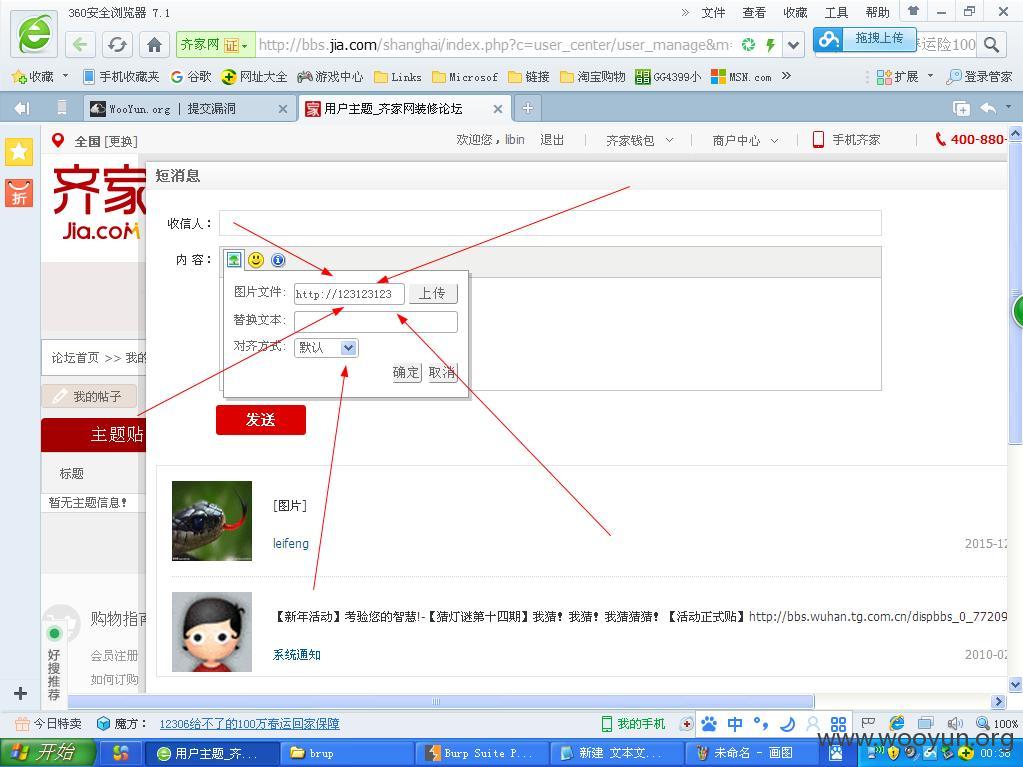 360安全浏览器 7.1
» 文件 查看 收藏 工具 帮助
齐家网 证 http://bbs.jia.com/shanghai/index.php?c=user_center/user_manage&m
拖拽上传
运险100
收藏 手机收藏夹 谷歌 网址大全 游戏中心 Links Microsof 链接 淘宝购物 GG4399小 MSN.com » 扩展 登录管家
WooYun.org | 提交漏洞 用户主题_齐家网装修论坛
全国 [更换] 欢迎您，libin 退出 齐家钱包 商户中心 手机齐家 400-880-
折
齐家
Jia.com
短消息
收信人：
内 容：
图片文件: http://123123123 上传
替换文本:
对齐方式: 默认
确定 取消
论坛首页 >> 我的
我的帖子
发送
主题贴
标题
暂无主题信息！
[图片]
leifeng 2015-12
【新年活动】考验您的智慧!-【猜灯谜第十四期】我猜！我猜！我猜猜猜！【活动正式贴】http://bbs.wuhan.tg.com.cn/dispbbs_0_77209
系统通知 2010-02
购物指南
会员注册
如何订购
好搜推荐
今日特卖 魔方： 12306给不了的100万春运回家保障 我的手机 中 100%
www.wooyun.org
开始 用户主题_齐... brup Burp Suite P... 新建 文本文... 未命名 - 画图 00:56